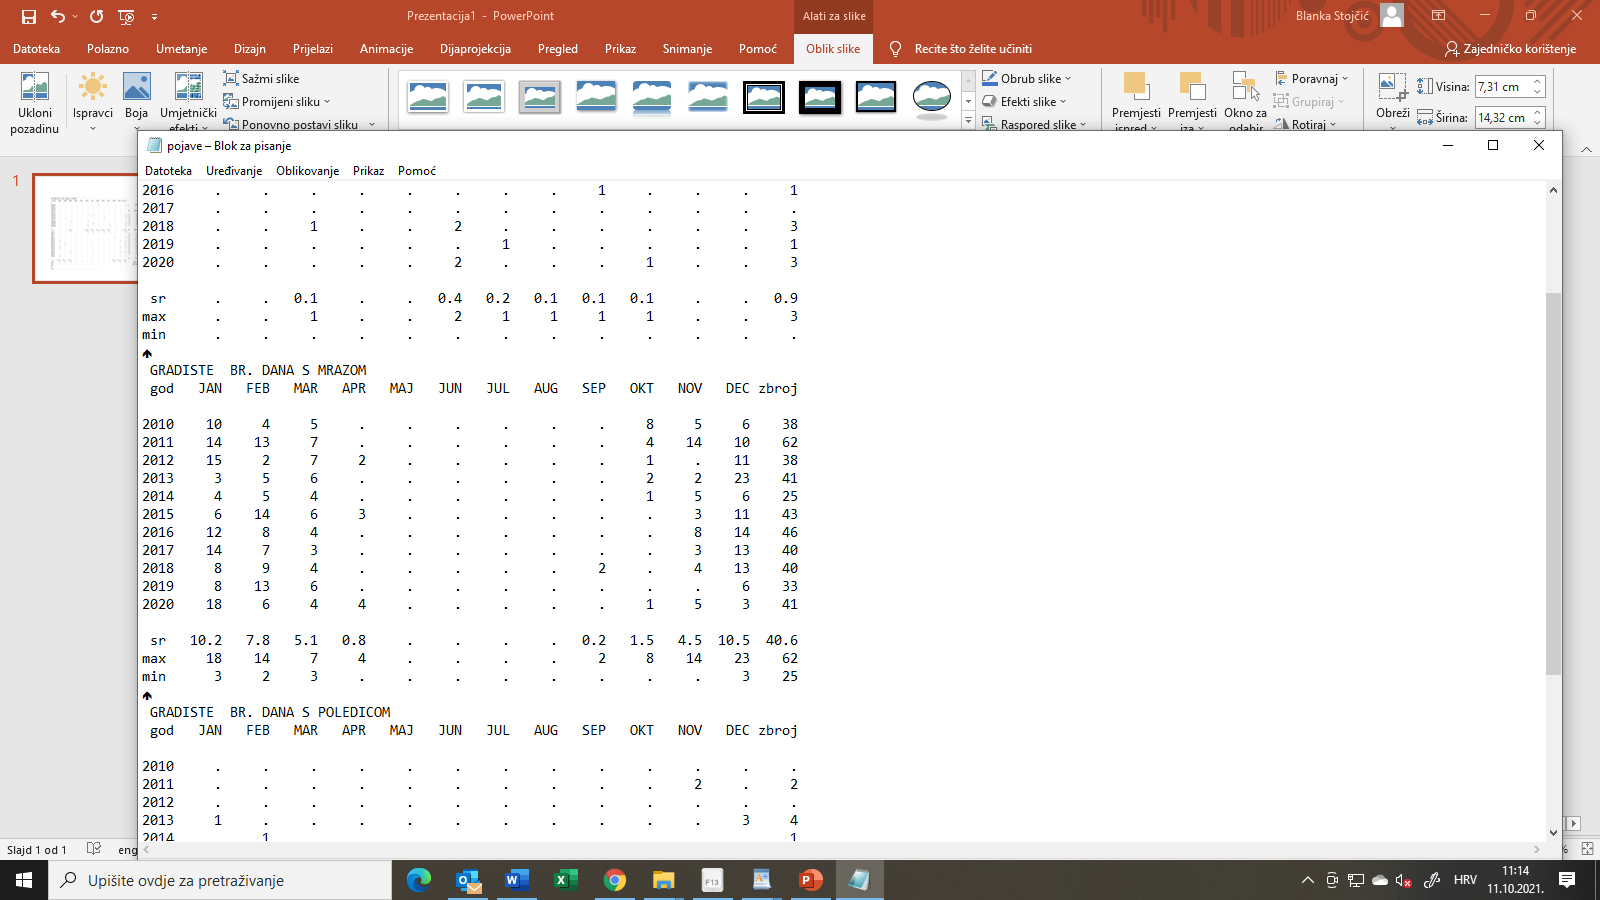 Prezentacija1 - PowerPoint
Alati za slike
Blanka Stojčić
Datoteka Polazno Umetanje Dizajn Prijelazi Animacije Dijaprojekcija Pregled Prikaz Snimanje Pomoć Oblik slike Recite što želite učiniti Zajedničko korištenje
Ukloni pozadinu
Ispravci
Boja
Umjetnički efekti
Sažmi slike
Promijeni sliku
Ponovno postavi sliku
Obrub slike
Efekti slike
Raspored slike
Premjesti ispred
Premjesti iza
Okno za odabir
Poravnaj
Grupiraj
Rotiraj
Obreži
Visina: 7,31 cm
Širina: 14,32 cm
1
pojave – Blok za pisanje
Datoteka Uređivanje Oblikovanje Prikaz Pomoć
2016 . . . . . . . . 1 . . . 1
2017 . . . . . . . . . . . . .
2018 . . 1 . . 2 . . . . . . 3
2019 . . . . . . 1 . . . . . 1
2020 . . . . . 2 . . . 1 . . 3
sr . . 0.1 . . 0.4 0.2 0.1 0.1 0.1 . . 0.9
max . . 1 . . 2 1 1 1 1 . . 3
min . . . . . . . . . . . . .
GRADISTE BR. DANA S MRAZOM
god JAN FEB MAR APR MAJ JUN JUL AUG SEP OKT NOV DEC zbroj
2010 10 4 5 . . . . . . 8 5 6 38
2011 14 13 7 . . . . . . 4 14 10 62
2012 15 2 7 2 . . . . . 1 . 11 38
2013 3 5 6 . . . . . . 2 2 23 41
2014 4 5 4 . . . . . . 1 5 6 25
2015 6 14 6 3 . . . . . . 3 11 43
2016 12 8 4 . . . . . . . 8 14 46
2017 14 7 3 . . . . . . . 3 13 40
2018 8 9 4 . . . . . 2 . 4 13 40
2019 8 13 6 . . . . . . . . 6 33
2020 18 6 4 4 . . . . . 1 5 3 41
sr 10.2 7.8 5.1 0.8 . . . . 0.2 1.5 4.5 10.5 40.6
max 18 14 7 4 . . . . 2 8 14 23 62
min 3 2 3 . . . . . . . . 3 25
GRADISTE BR. DANA S POLEDICOM
god JAN FEB MAR APR MAJ JUN JUL AUG SEP OKT NOV DEC zbroj
2010 . . . . . . . . . . . . .
2011 . . . . . . . . . . 2 . 2
2012 . . . . . . . . . . . . .
2013 1 . . . . . . . . . . 3 4
2014 1 1
Slajd 1 od 1
eng
%
Upišite ovdje za pretraživanje
F13
HRV
11:14
11.10.2021.